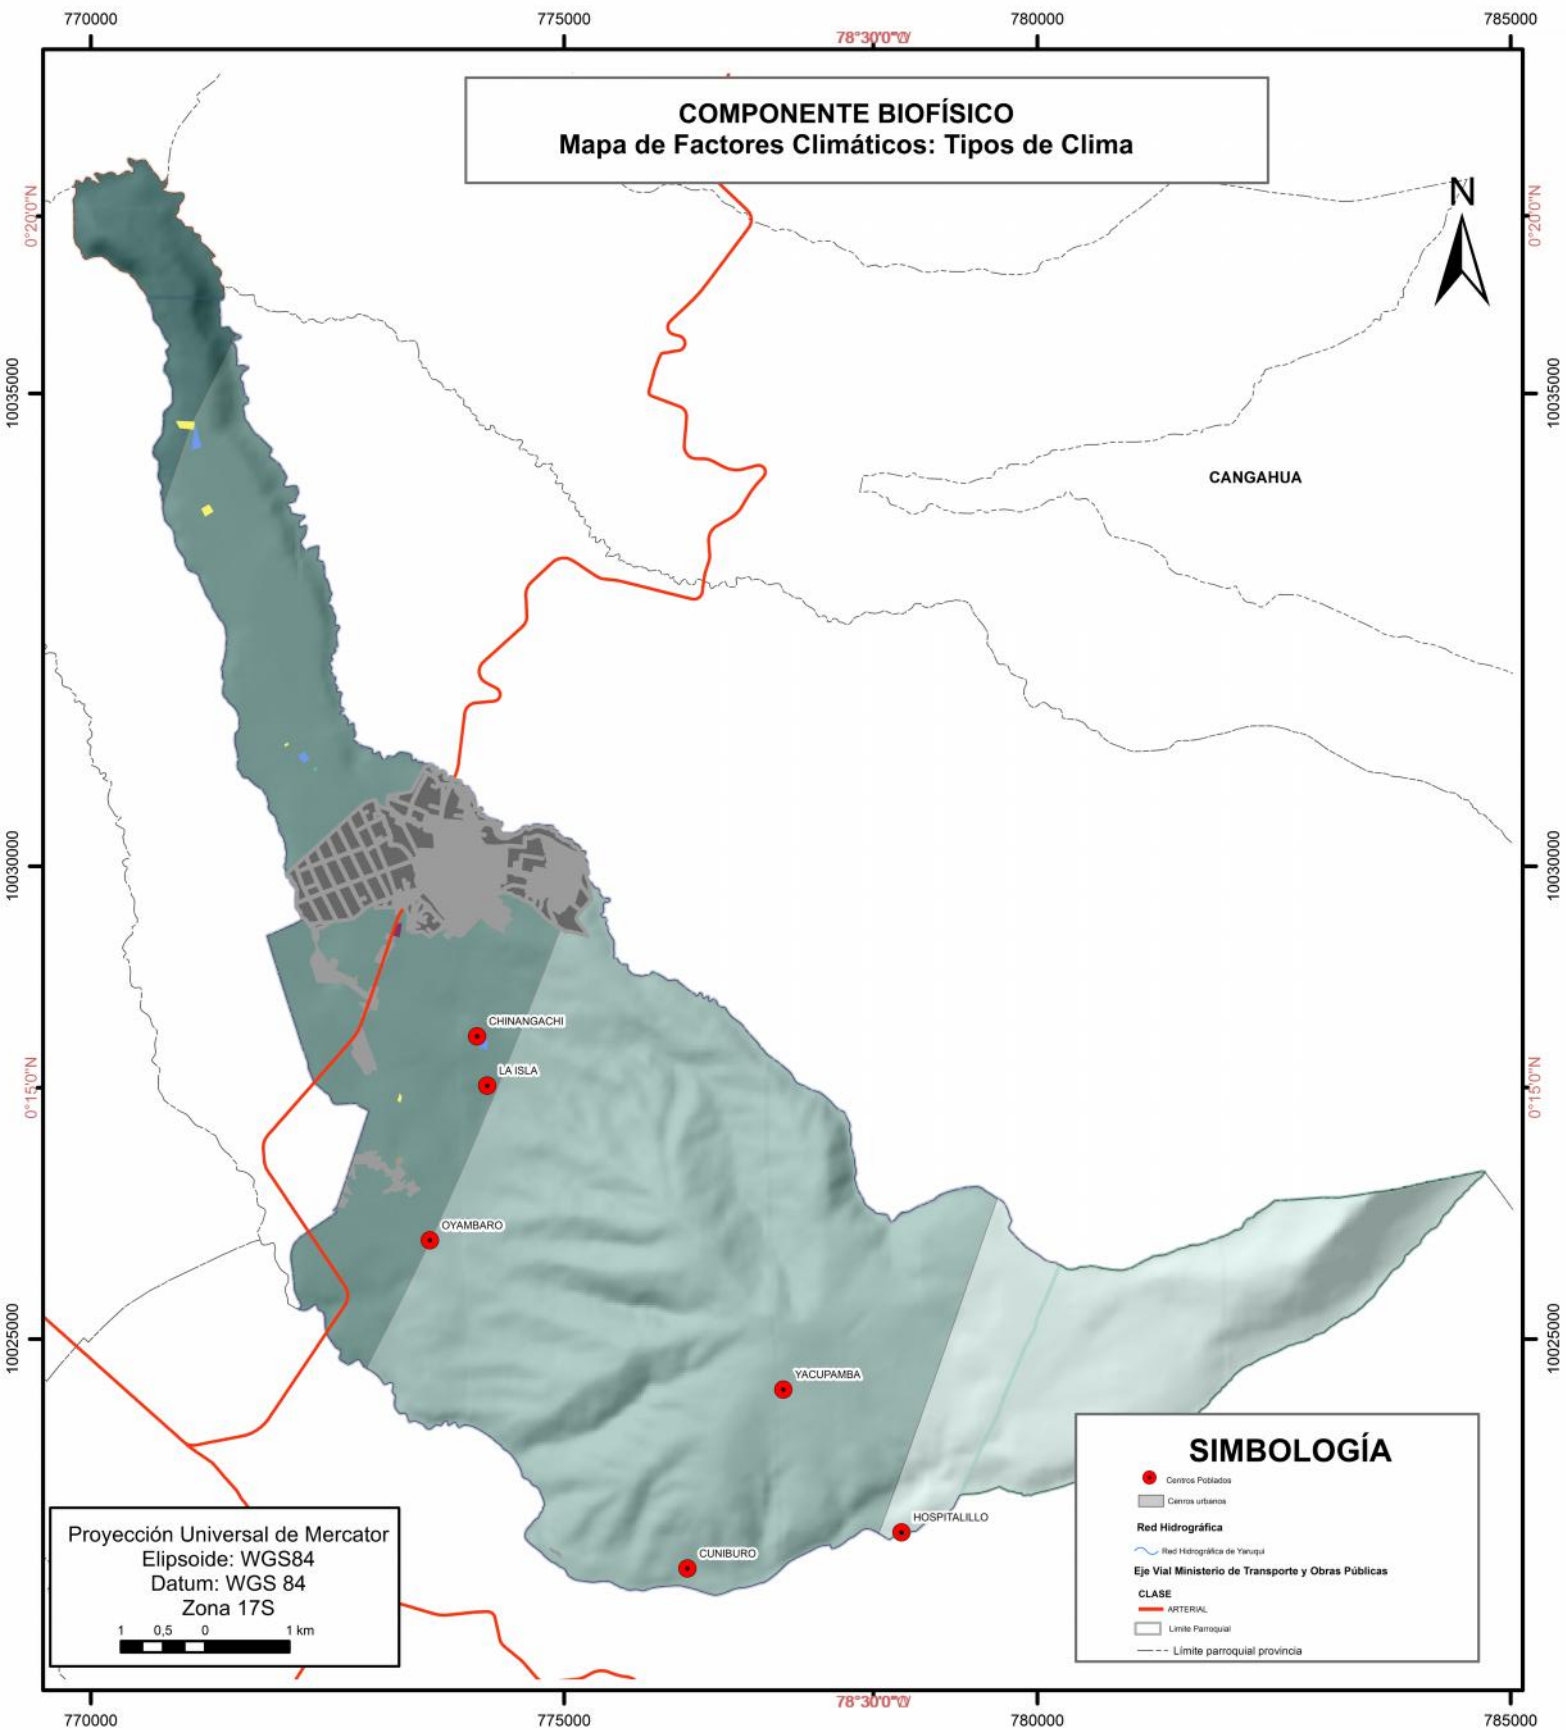 770000
775000
780000
785000
78°30'0"W
COMPONENTE BIOFÍSICO
Mapa de Factores Climáticos: Tipos de Clima
N
0°20'0"N
0°20'0"N
10035000
10035000
CANGAHUA
10030000
10030000
CHINANGACHI
LA ISLA
0°15'0"N
0°15'0"N
OYAMBARO
10025000
10025000
YACUPAMBA
HOSPITALILLO
CUNIBURO
Proyección Universal de Mercator
Elipsoide: WGS84
Datum: WGS 84
Zona 17S
1 0,5 0 1 km
SIMBOLOGÍA
Centros Poblados
Cenros urbanos
Red Hidrográfica
Red Hidrográfica de Yaruqui
Eje Vial Ministerio de Transporte y Obras Públicas
CLASE
ARTERIAL
Limite Parroquial
Límite parroquial provincia
78°30'0"W
770000
775000
780000
785000